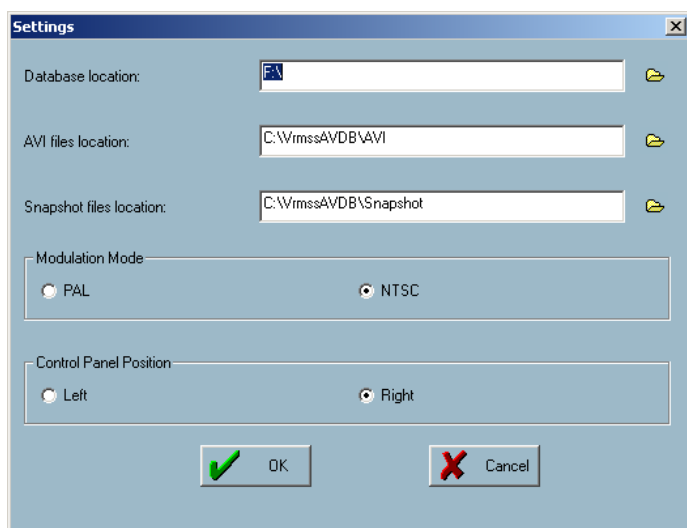 Settings
Database location: F:\
AVI files location: C:\VrmssAVDB\AVI
Snapshot files location: C:\VrmssAVDB\Snapshot
Modulation Mode
PAL NTSC
Control Panel Position
Left Right
OK Cancel